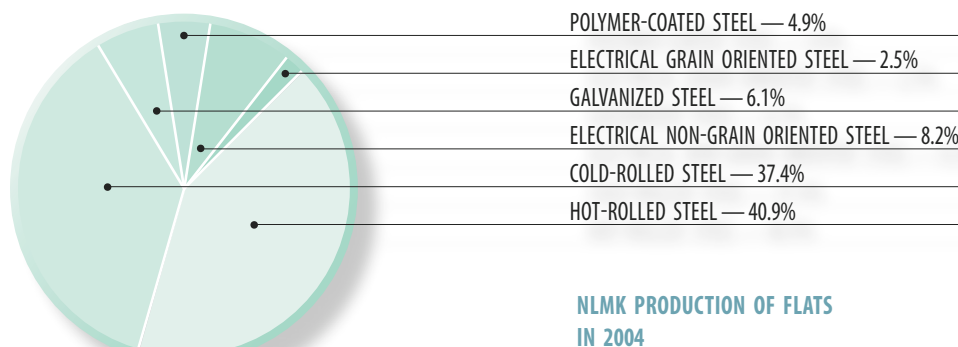 POLYMER-COATED STEEL — 4.9%
ELECTRICAL GRAIN ORIENTED STEEL — 2.5%
GALVANIZED STEEL — 6.1%
ELECTRICAL NON-GRAIN ORIENTED STEEL — 8.2%
COLD-ROLLED STEEL — 37.4%
HOT-ROLLED STEEL — 40.9%
NLMK PRODUCTION OF FLATS
IN 2004